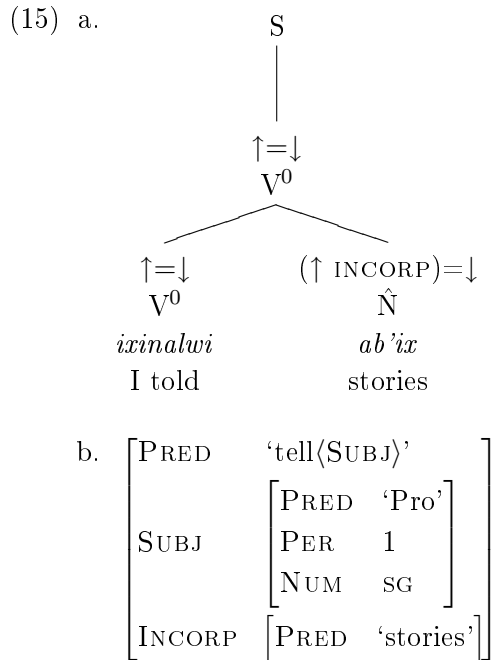 (15) a. S
↑=↓
V⁰
↑=↓ (↑ INCORP)=↓
V⁰ N̂
ixinalwi ab'ix
I told stories
b. PRED ‘tell⟨SUBJ⟩’
PRED ‘Pro’
SUBJ PER 1
NUM SG
INCORP [PRED ‘stories’]